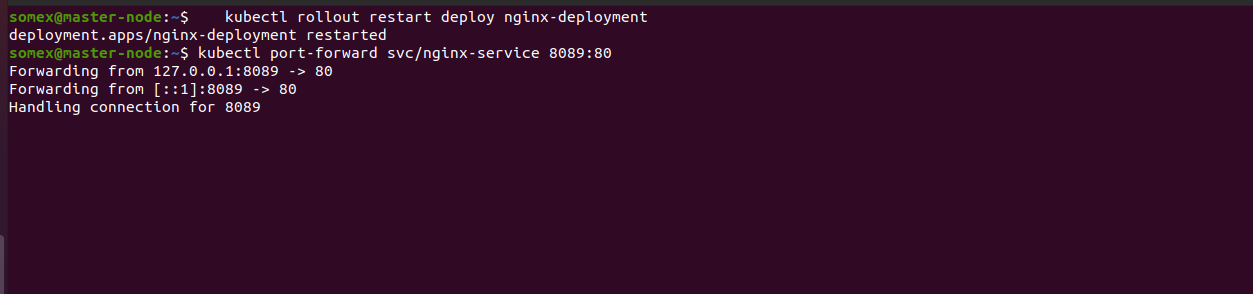 somex@master-node:~$    kubectl rollout restart deploy nginx-deployment
deployment.apps/nginx-deployment restarted
somex@master-node:~$ kubectl port-forward svc/nginx-service 8089:80
Forwarding from 127.0.0.1:8089 -> 80
Forwarding from [::1]:8089 -> 80
Handling connection for 8089